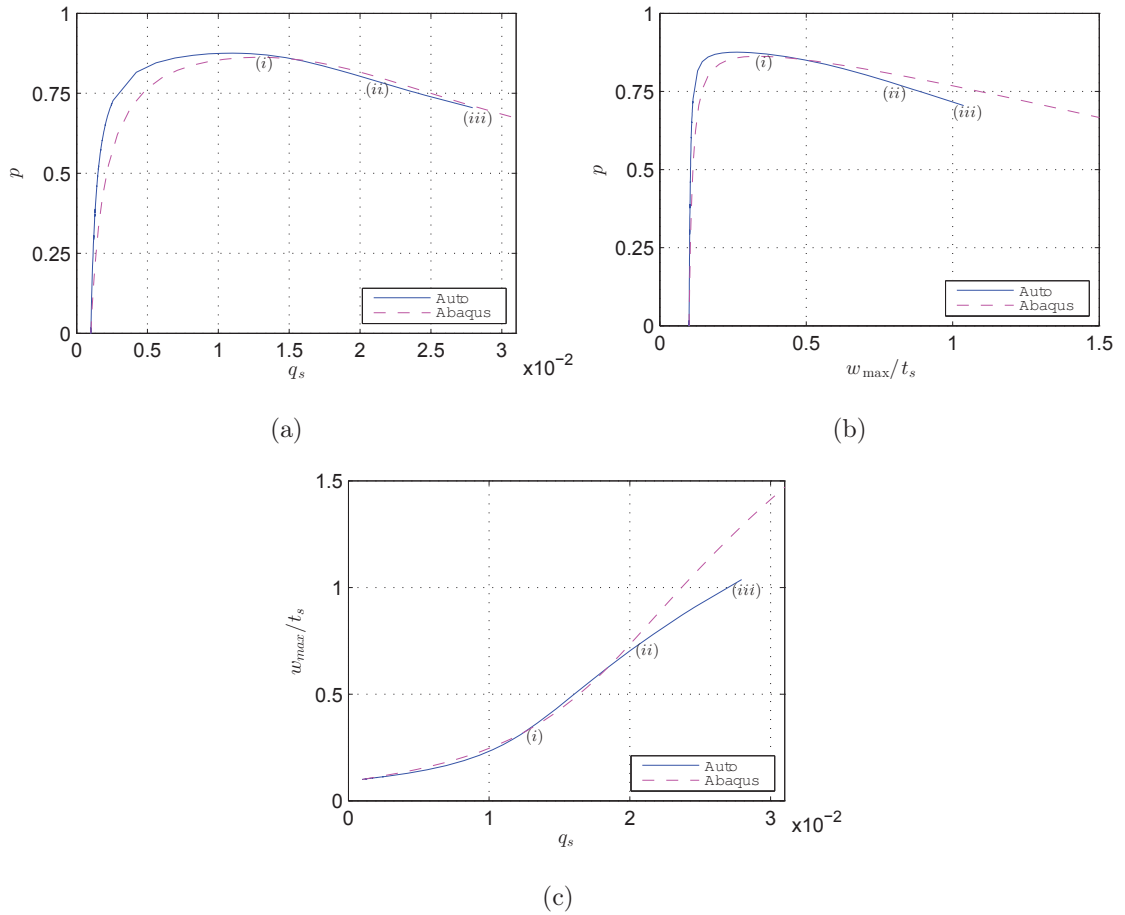 1
0.75
0.5
0.25
0
p
(i)
(ii)
(iii)
Auto
Abaqus
0 0.5 1 1.5 2 2.5 3
x10-2
q_s
(a)
1
0.75
0.5
0.25
0
p
(i)
(ii)
(iii)
Auto
Abaqus
0 0.5 1 1.5
w_max/t_s
(b)
1.5
1
0.5
0
w_max/t_s
(iii)
(ii)
(i)
Auto
Abaqus
0 1 2 3
x10-2
q_s
(c)